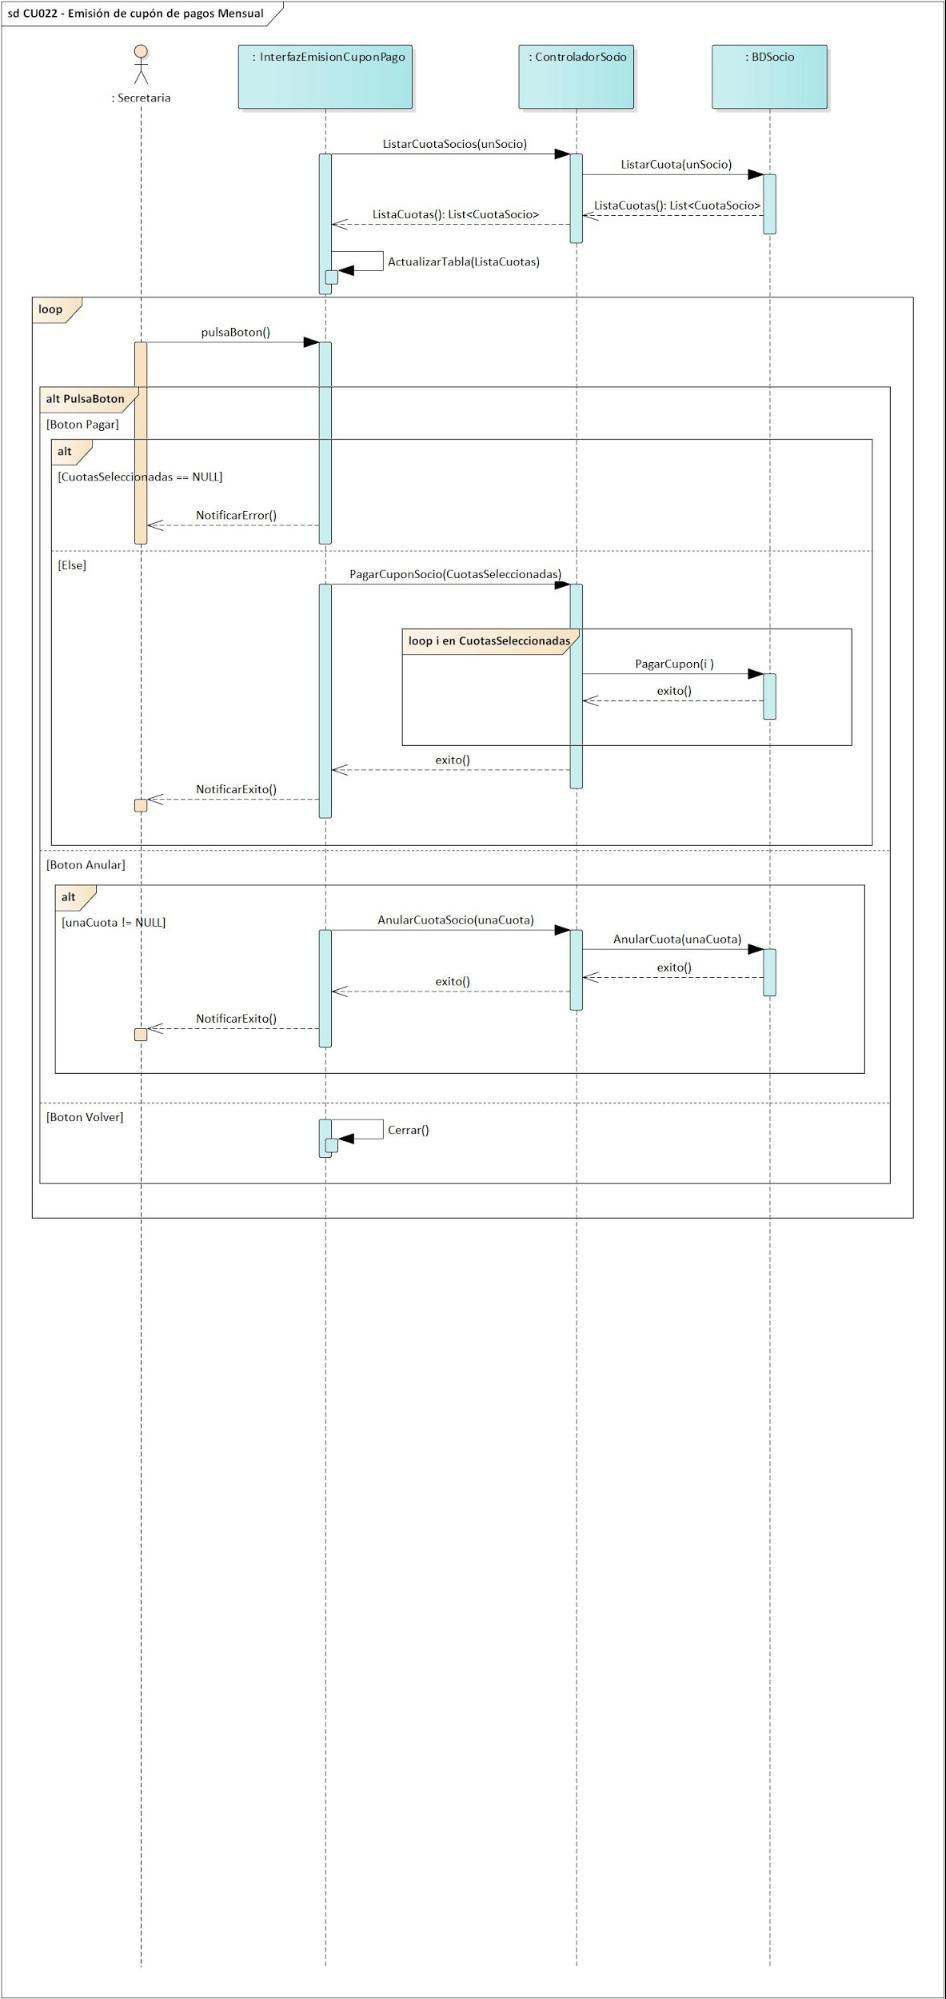 sd CU022 - Emisión de cupón de pagos Mensual
: Secretaria
: InterfazEmisionCuponPago
: ControladorSocio
: BDSocio
ListarCuotaSocios(unSocio)
ListarCuota(unSocio)
ListaCuotas(): List<CuotaSocio>
ListaCuotas(): List<CuotaSocio>
ActualizarTabla(ListaCuotas)
loop
pulsaBoton()
alt PulsaBoton
[Boton Pagar]
alt
[CuotasSeleccionadas == NULL]
NotificarError()
[Else]
PagarCuponSocio(CuotasSeleccionadas)
loop i en CuotasSeleccionadas
PagarCupon(i )
exito()
exito()
NotificarExito()
[Boton Anular]
alt
[unaCuota != NULL]
AnularCuotaSocio(unaCuota)
AnularCuota(unaCuota)
exito()
exito()
NotificarExito()
[Boton Volver]
Cerrar()